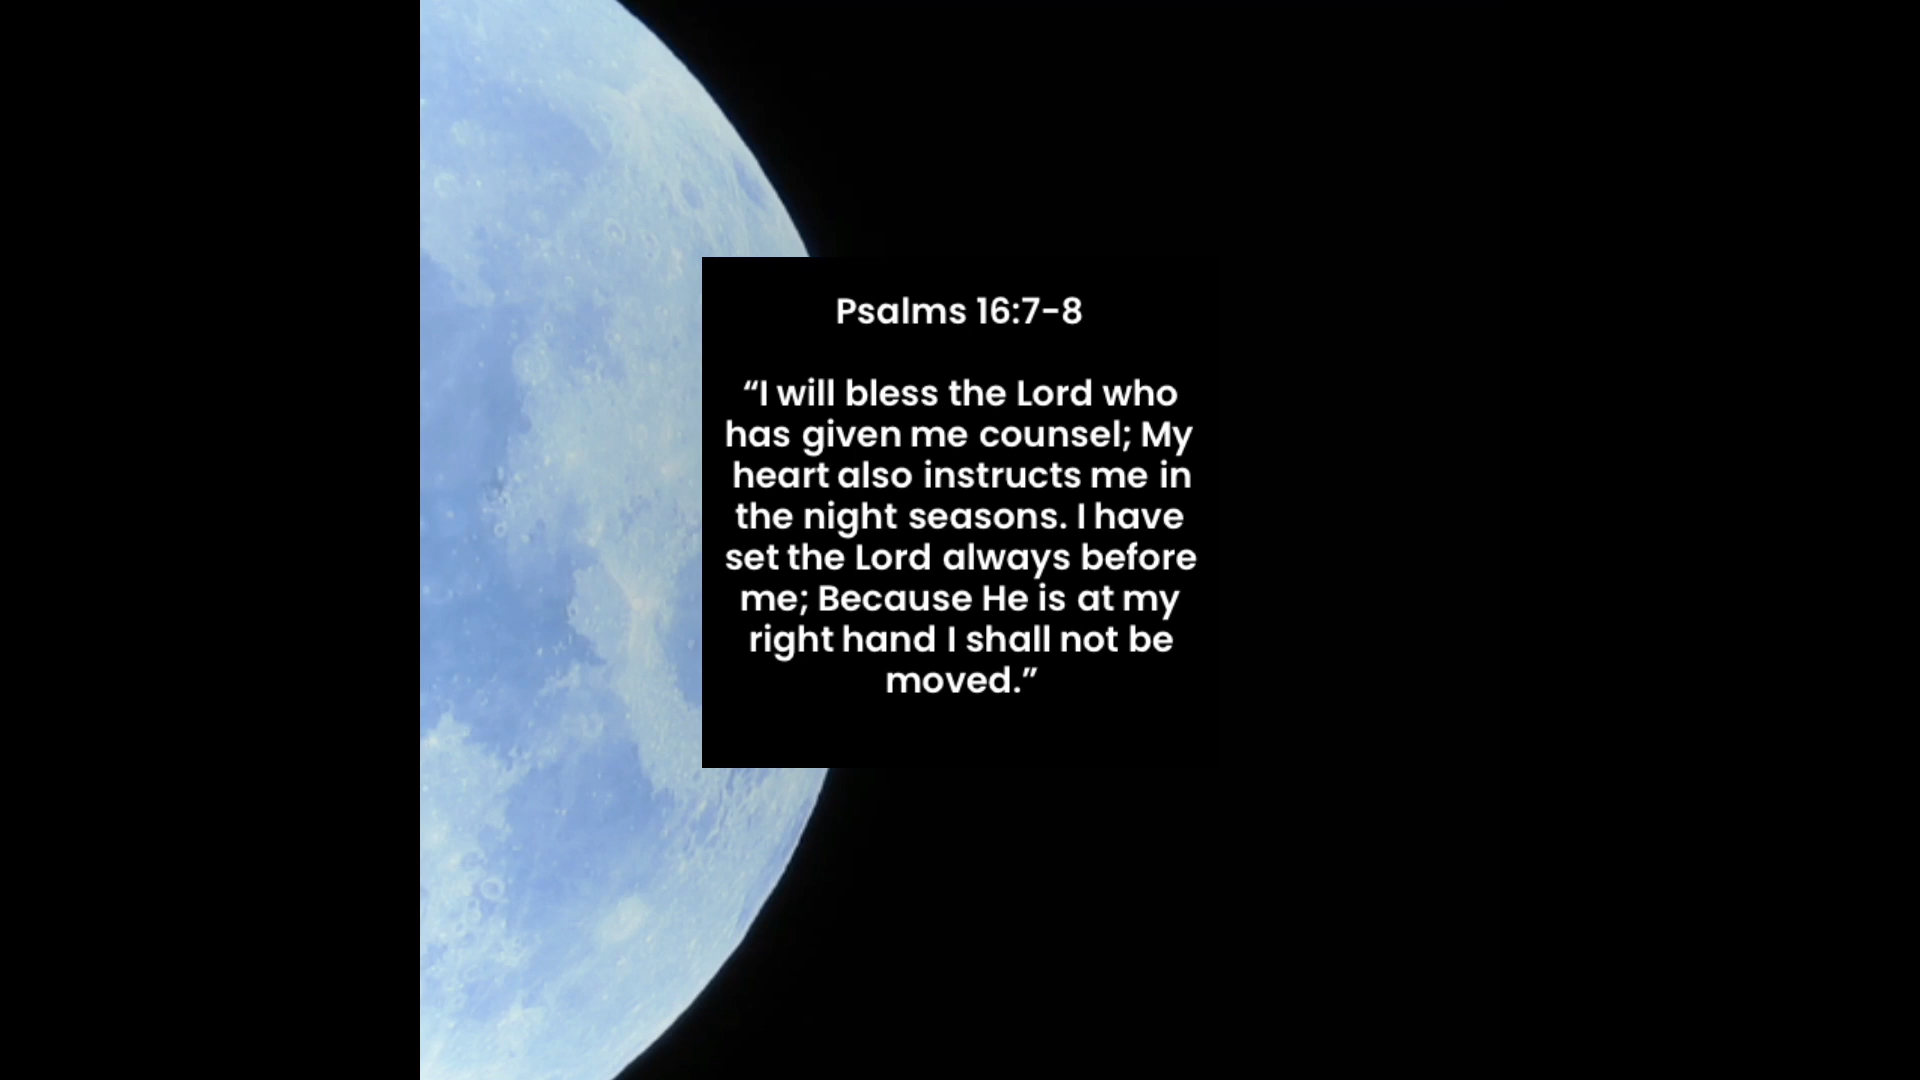 Psalms 16:7-8
“I will bless the Lord who
has given me counsel; My
heart also instructs me in
the night seasons. I have
set the Lord always before
me; Because He is at my
right hand I shall not be
moved.”